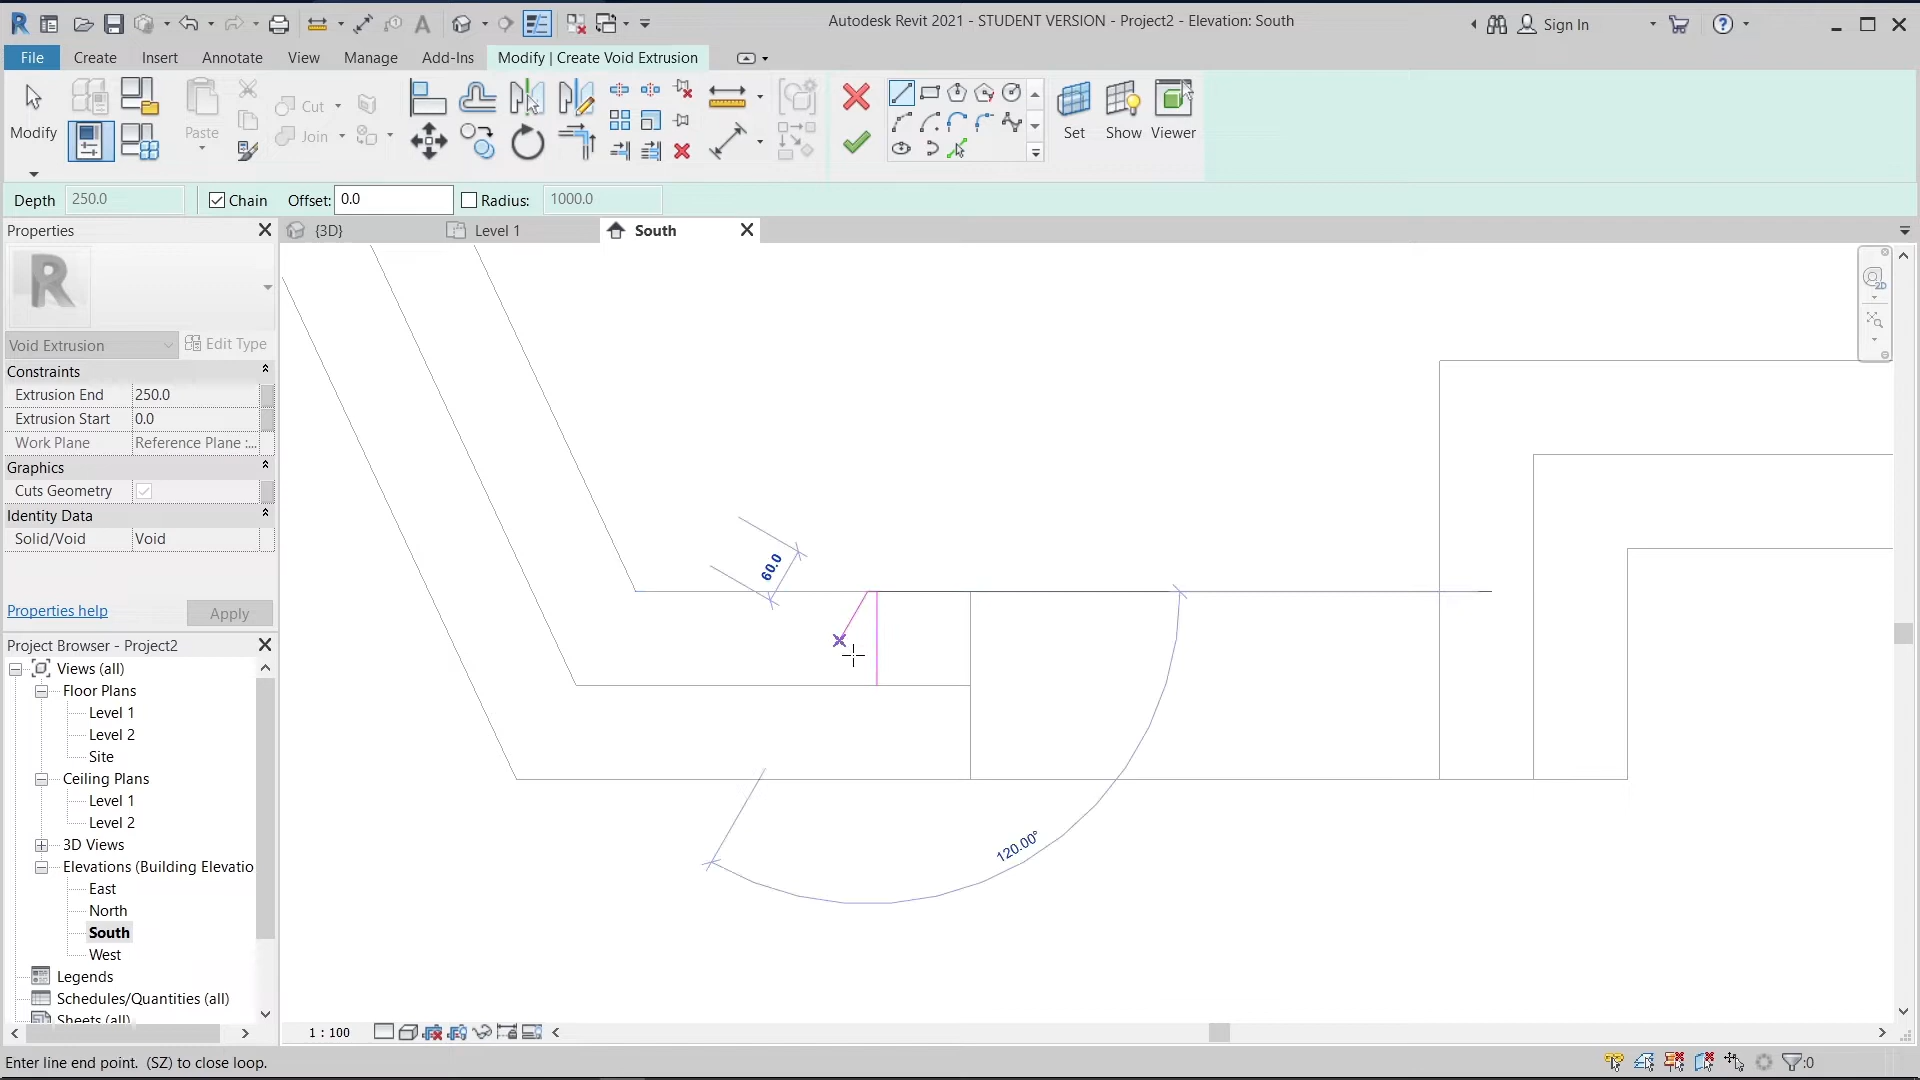 Autodesk Revit 2021 - STUDENT VERSION - Project2 - Elevation: South
Sign In
File Create Insert Annotate View Manage Add-Ins Modify | Create Void Extrusion
Modify
Paste
Cut
Join
Set Show Viewer
Depth 250.0 Chain Offset: 0.0 Radius: 1000.0
Properties
{3D} Level 1 South
Void Extrusion
Edit Type
Constraints
Extrusion End 250.0
Extrusion Start 0.0
Work Plane Reference Plane :...
Graphics
Cuts Geometry
Identity Data
Solid/Void Void
Properties help Apply
Project Browser - Project2
Views (all)
Floor Plans
Level 1
Level 2
Site
Ceiling Plans
Level 1
Level 2
3D Views
Elevations (Building Elevatio
East
North
South
West
Legends
Schedules/Quantities (all)
Sheets (all)
60.0
120.00°
2D
1 : 100
Enter line end point. (SZ) to close loop.
:0